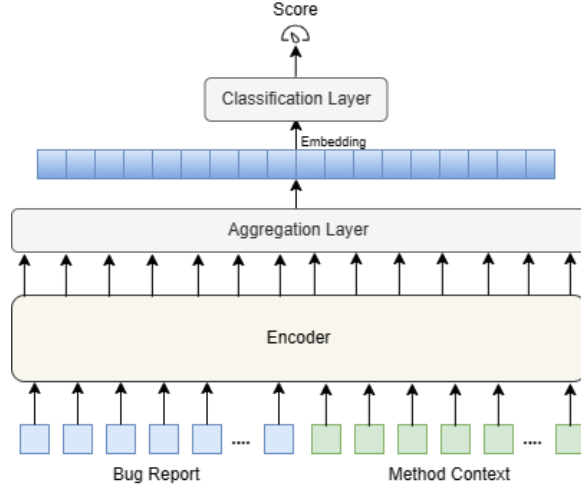 Score
Classification Layer
Embedding
Aggregation Layer
Encoder
.... ....
Bug Report Method Context